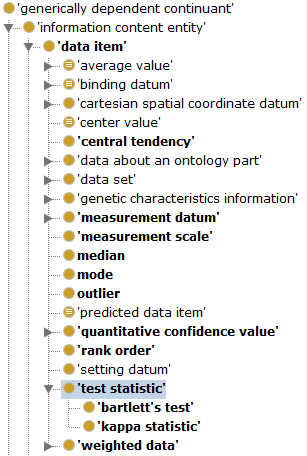 'generically dependent continuant'
'information content entity'
'data item'
'average value'
'binding datum'
'cartesian spatial coordinate datum'
'center value'
'central tendency'
'data about an ontology part'
'data set'
'genetic characteristics information'
'measurement datum'
'measurement scale'
median
mode
outlier
'predicted data item'
'quantitative confidence value'
'rank order'
'setting datum'
'test statistic'
'bartlett's test'
'kappa statistic'
'weighted data'